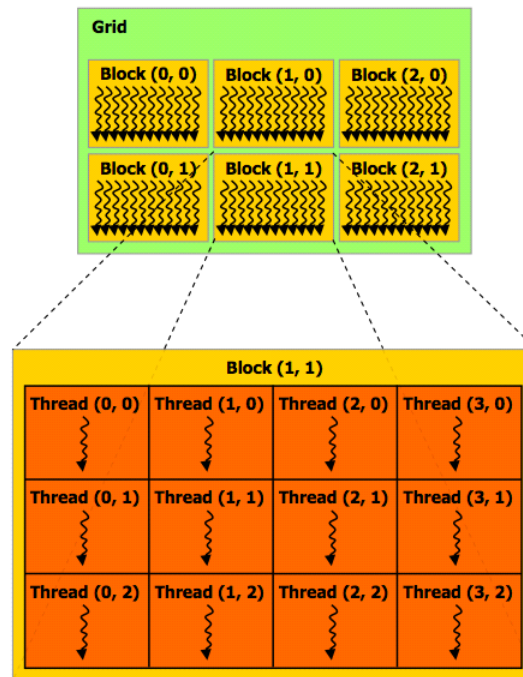 Grid
Block (0, 0) Block (1, 0) Block (2, 0)
Block (0, 1) Block (1, 1) Block (2, 1)
Block (1, 1)
Thread (0, 0) Thread (1, 0) Thread (2, 0) Thread (3, 0)
Thread (0, 1) Thread (1, 1) Thread (2, 1) Thread (3, 1)
Thread (0, 2) Thread (1, 2) Thread (2, 2) Thread (3, 2)